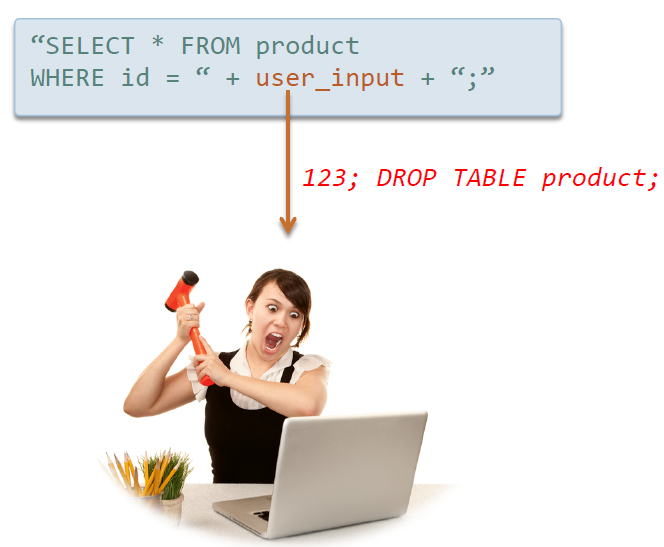 “SELECT * FROM product
WHERE id = “ + user_input + “;”
123; DROP TABLE product;